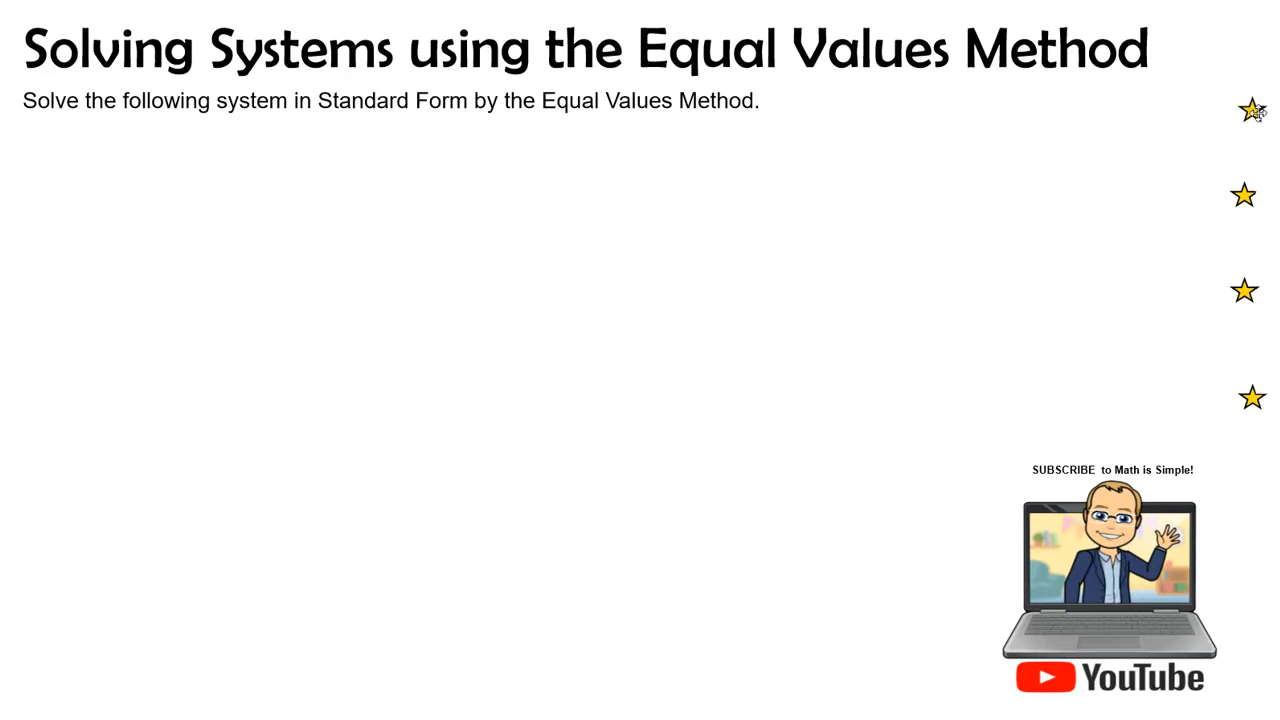 Solving Systems using the Equal Values Method
Solve the following system in Standard Form by the Equal Values Method.
SUBSCRIBE to Math is Simple!
YouTube